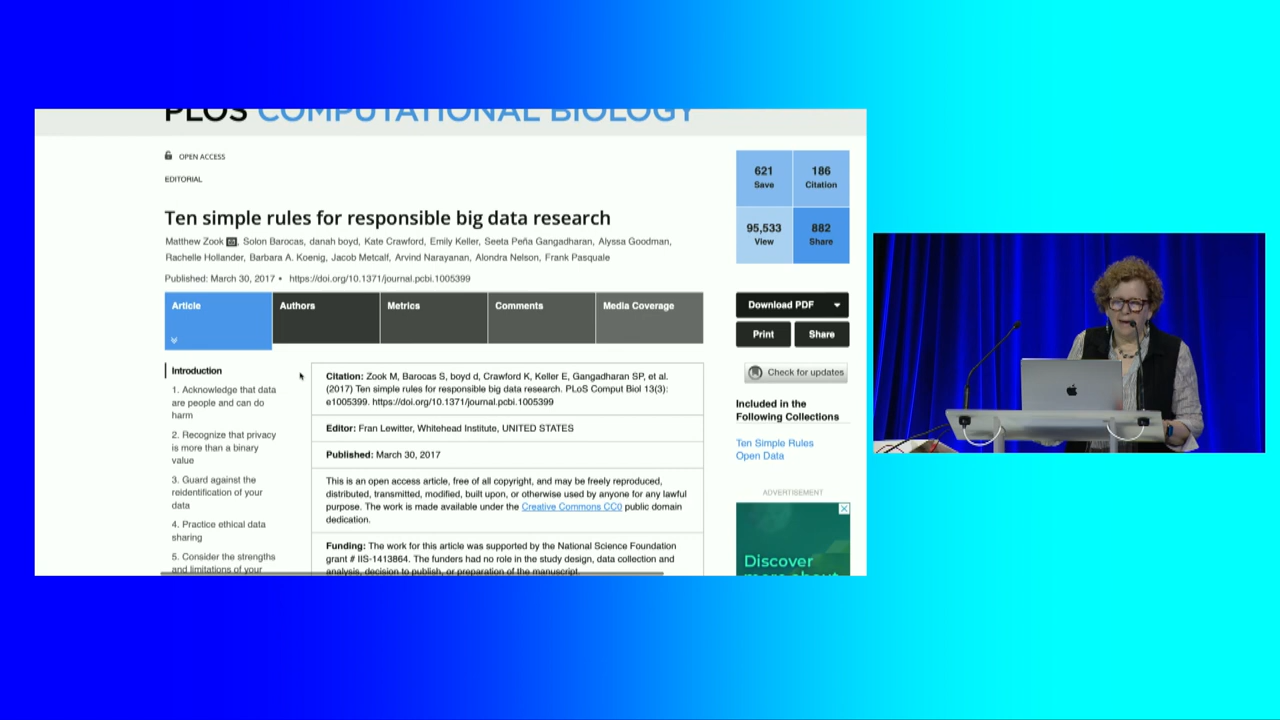 PLOS COMPUTATIONAL BIOLOGY
OPEN ACCESS
EDITORIAL
Ten simple rules for responsible big data research
Matthew Zook, Solon Barocas, danah boyd, Kate Crawford, Emily Keller, Seeta Peña Gangadharan, Alyssa Goodman,
Rachelle Hollander, Barbara A. Koenig, Jacob Metcalf, Arvind Narayanan, Alondra Nelson, Frank Pasquale
Published: March 30, 2017 • https://doi.org/10.1371/journal.pcbi.1005399
621
Save
186
Citation
95,533
View
882
Share
Article
Authors
Metrics
Comments
Media Coverage
Download PDF
Print
Share
Check for updates
Introduction
1. Acknowledge that data
are people and can do
harm
2. Recognize that privacy
is more than a binary
value
3. Guard against the
reidentification of your
data
4. Practice ethical data
sharing
5. Consider the strengths
and limitations of your
Citation: Zook M, Barocas S, boyd d, Crawford K, Keller E, Gangadharan SP, et al.
(2017) Ten simple rules for responsible big data research. PLoS Comput Biol 13(3):
e1005399. https://doi.org/10.1371/journal.pcbi.1005399
Editor: Fran Lewitter, Whitehead Institute, UNITED STATES
Published: March 30, 2017
This is an open access article, free of all copyright, and may be freely reproduced,
distributed, transmitted, modified, built upon, or otherwise used by anyone for any lawful
purpose. The work is made available under the Creative Commons CC0 public domain
dedication.
Funding: The work for this article was supported by the National Science Foundation
grant # IIS-1413864. The funders had no role in the study design, data collection and
analysis, decision to publish, or preparation of the manuscript.
Included in the
Following Collections
Ten Simple Rules
Open Data
ADVERTISEMENT
Discover
more about